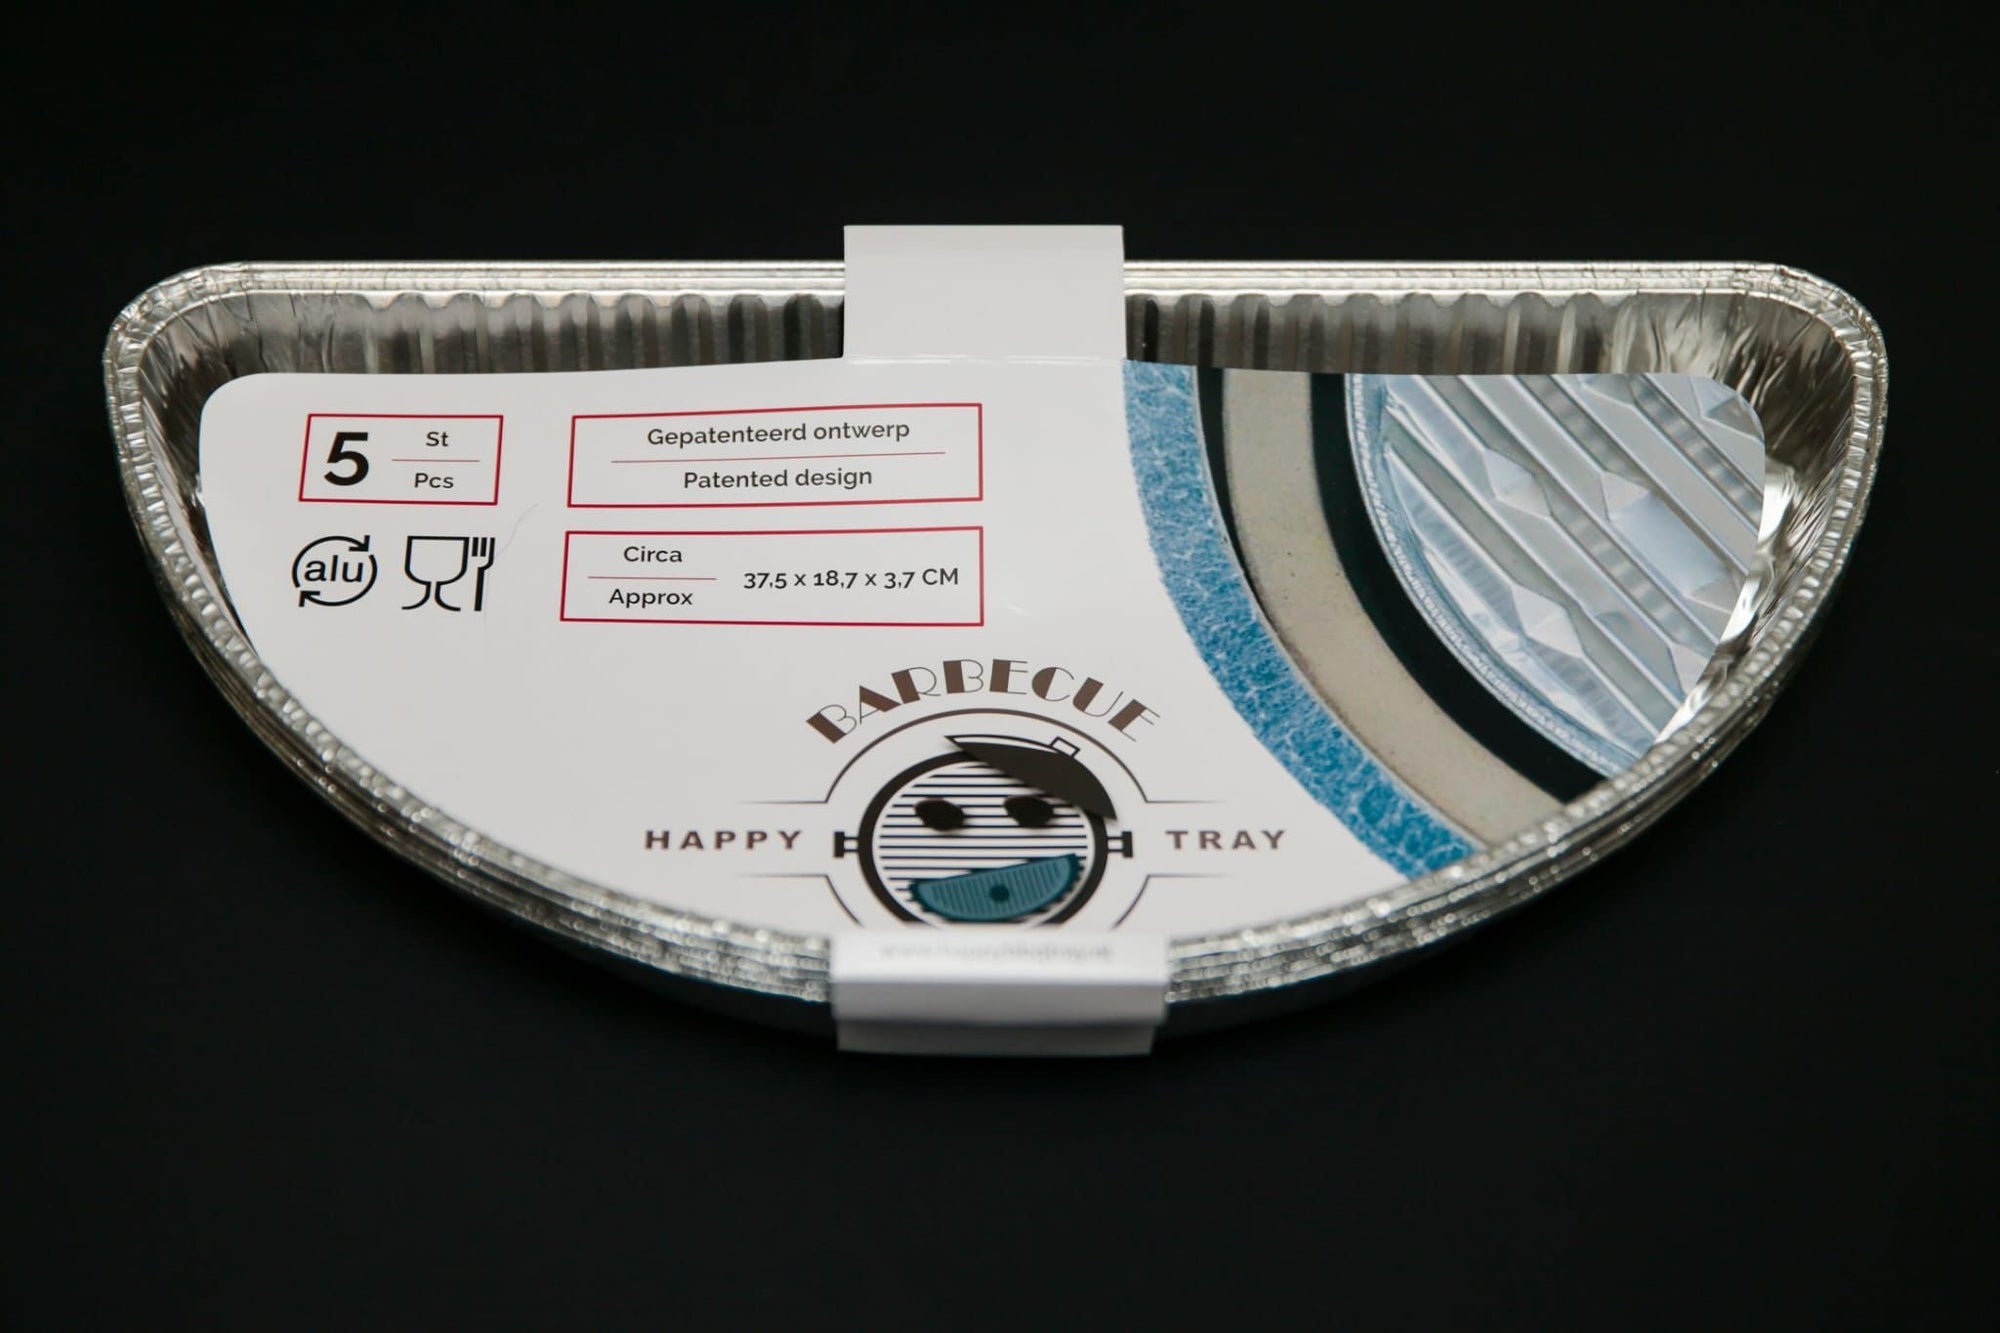 5
St
Pcs
Gepatenteerd ontwerp
Patented design
alu
Circa
Approx
37,5 x 18,7 x 3,7 CM
BARBECUE
HAPPY TRAY